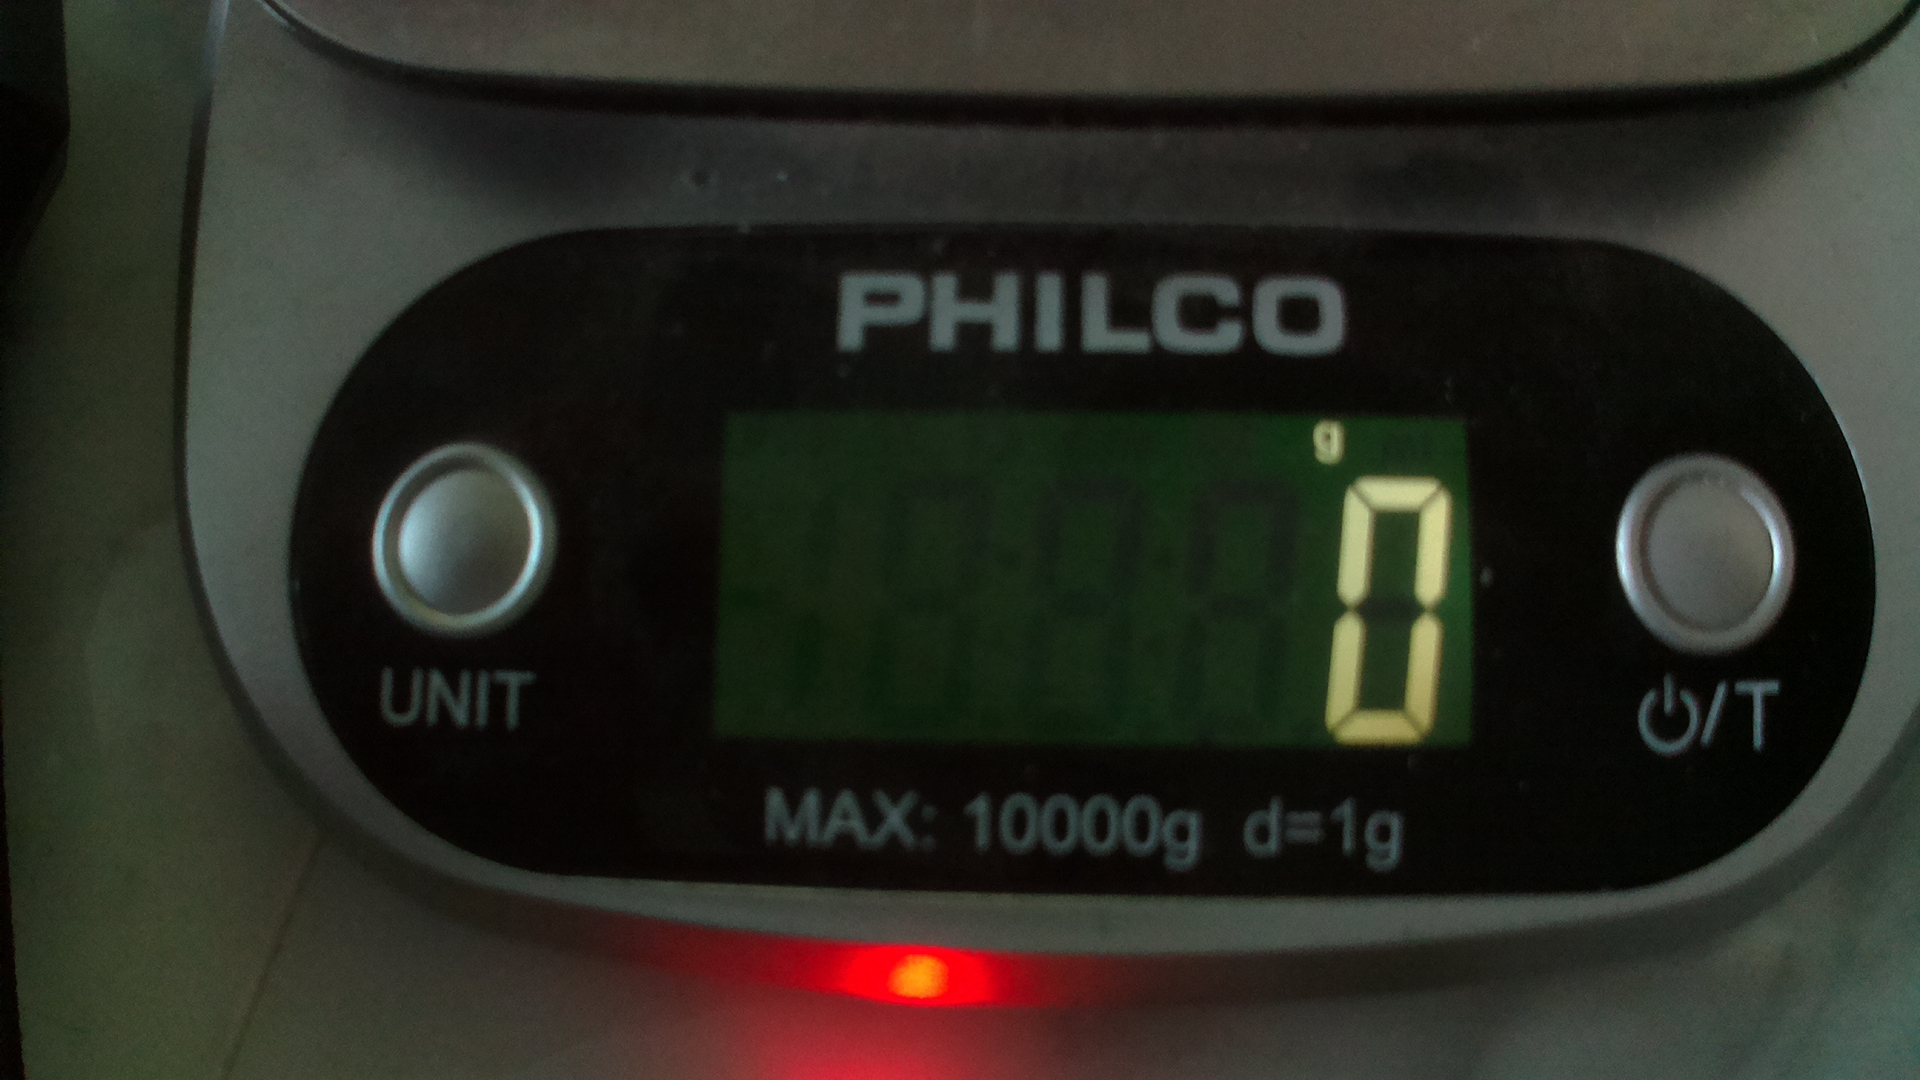 PHILCO
g
0
UNIT
⏻/T
MAX: 10000g d=1g